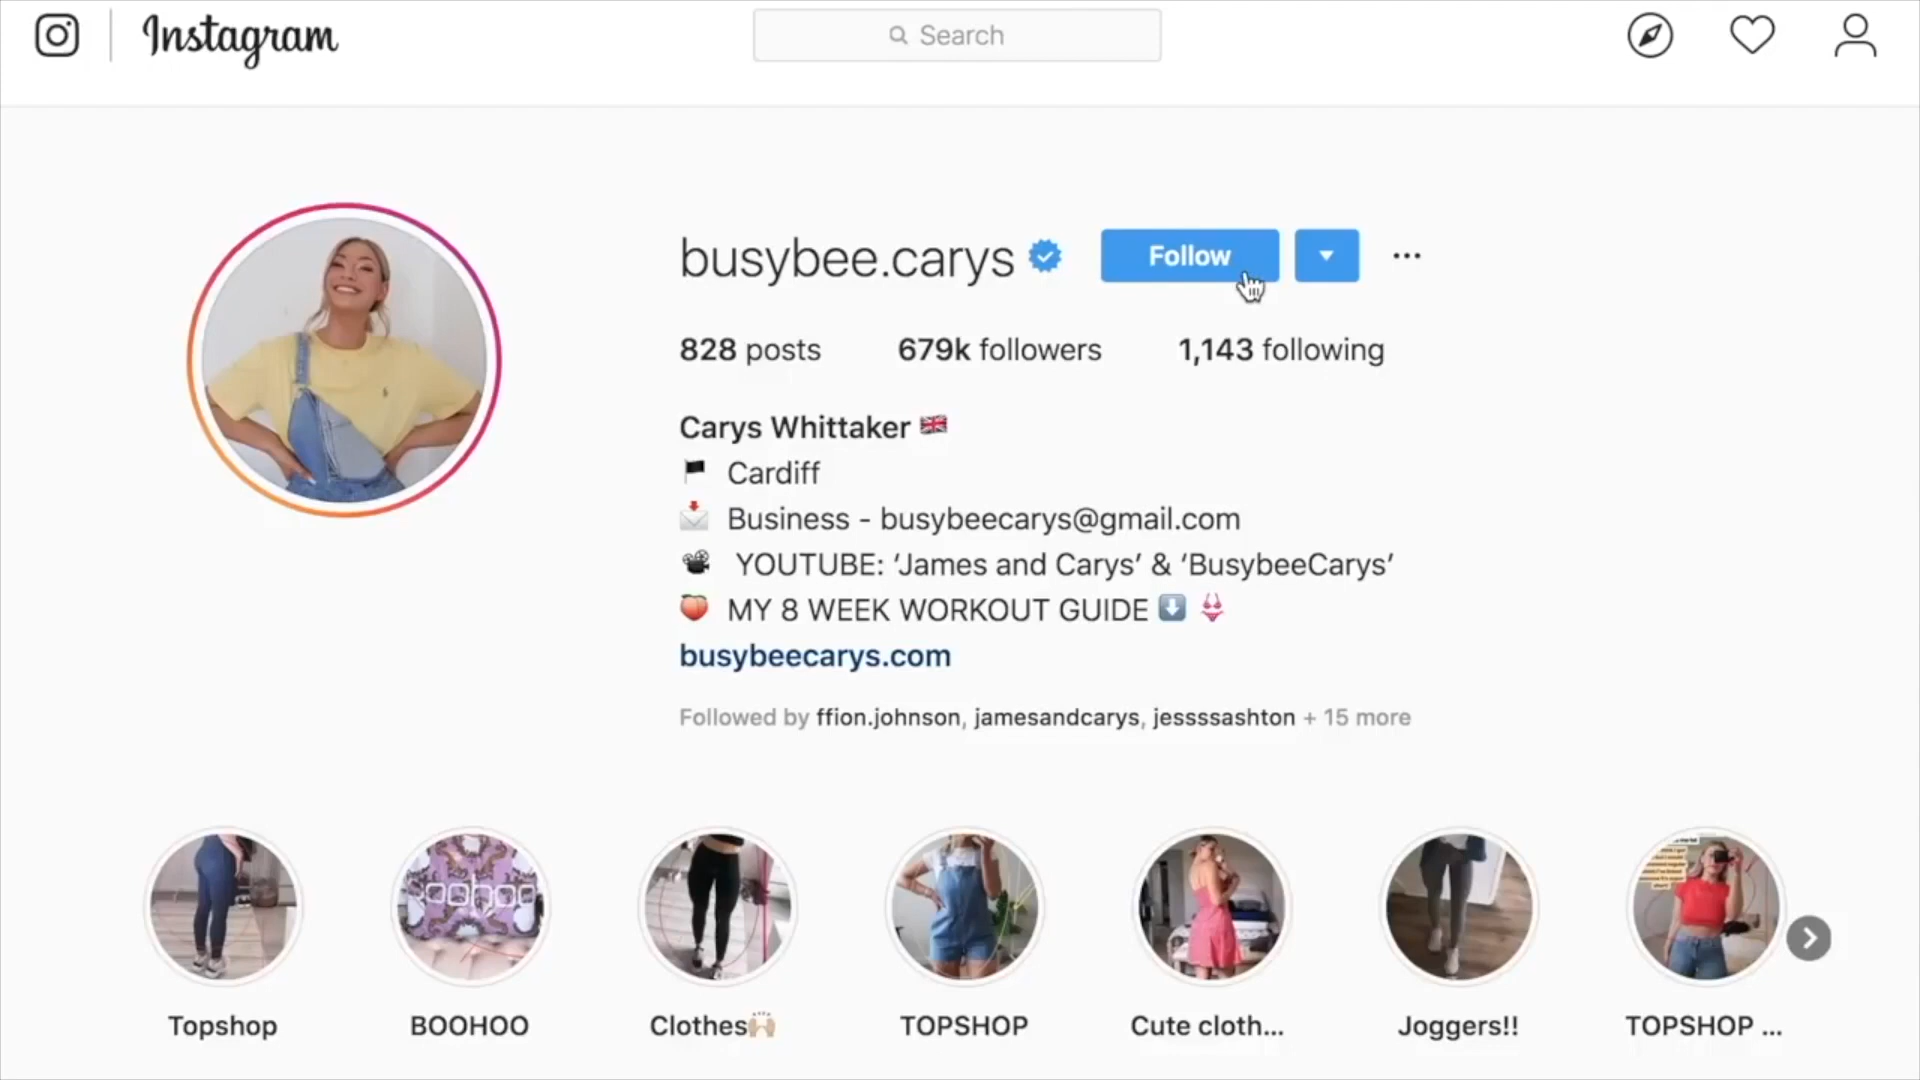 Instagram
Search
busybee.carys
Follow
828 posts 679k followers 1,143 following
Carys Whittaker 🇬🇧
🏴 Cardiff
📩 Business - busybeecarys@gmail.com
📽 YOUTUBE: ‘James and Carys’ & ‘BusybeeCarys’
🍑 MY 8 WEEK WORKOUT GUIDE ⬇️ 👙
busybeecarys.com
Followed by ffion.johnson, jamesandcarys, jessssashton + 15 more
boohoo
Topshop
BOOHOO
Clothes🙌🏼
TOPSHOP
Cute cloth...
Joggers!!
TOPSHOP ...